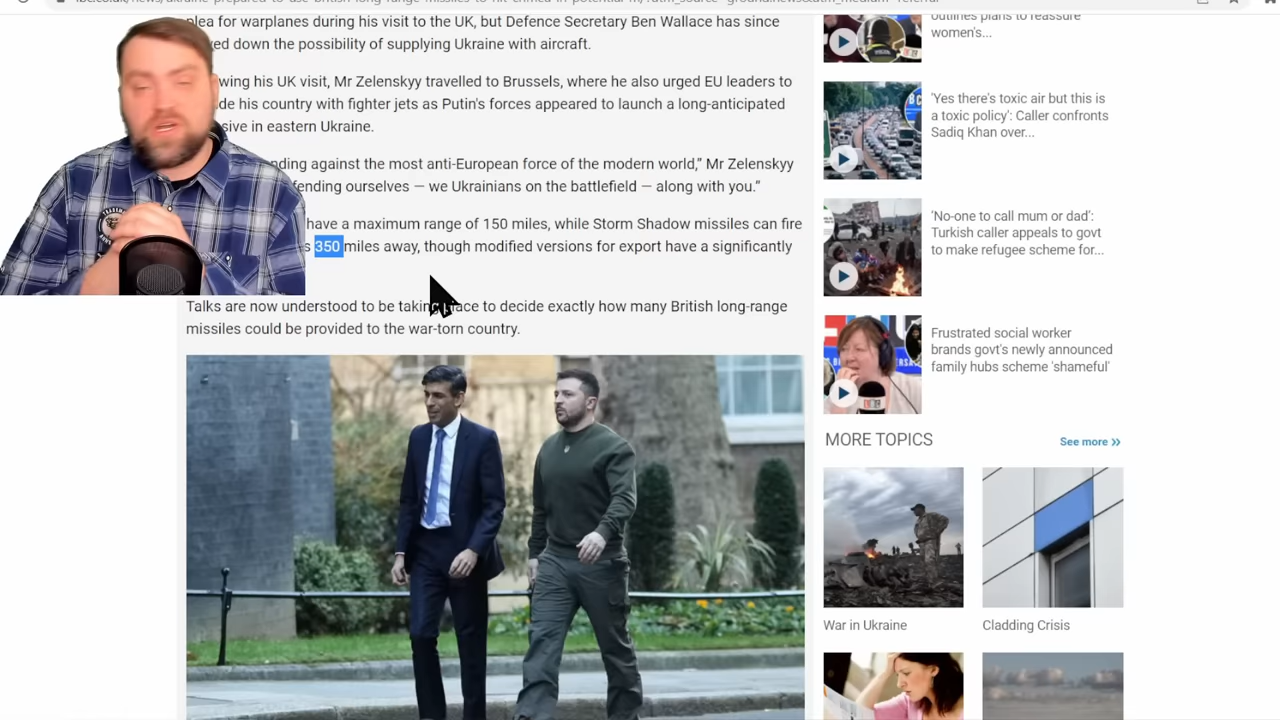 plea for warplanes during his visit to the UK, but Defence Secretary Ben Wallace has since
down the possibility of supplying Ukraine with aircraft.
wing his UK visit, Mr Zelenskyy travelled to Brussels, where he also urged EU leaders to
de his country with fighter jets as Putin's forces appeared to launch a long-anticipated
sive in eastern Ukraine.
nding against the most anti-European force of the modern world," Mr Zelenskyy
fending ourselves — we Ukrainians on the battlefield — along with you."
have a maximum range of 150 miles, while Storm Shadow missiles can fire
s 350 miles away, though modified versions for export have a significantly
Talks are now understood to be taking place to decide exactly how many British long-range
missiles could be provided to the war-torn country.
outlines plans to reassure
women's...
'Yes there's toxic air but this is
a toxic policy': Caller confronts
Sadiq Khan over...
'No-one to call mum or dad':
Turkish caller appeals to govt
to make refugee scheme for...
Frustrated social worker
brands govt's newly announced
family hubs scheme 'shameful'
MORE TOPICS
See more »
War in Ukraine
Cladding Crisis